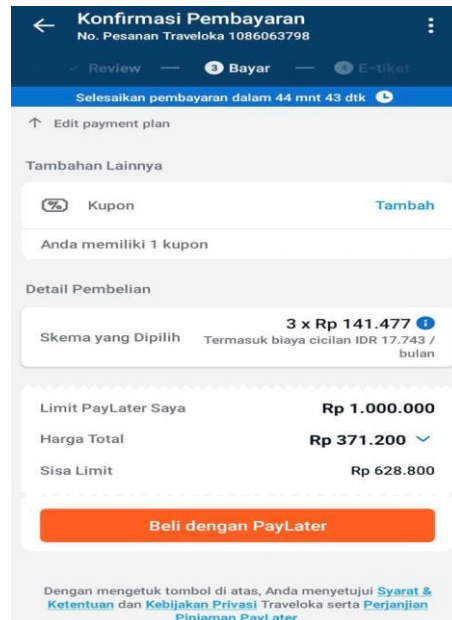 Konfirmasi Pembayaran
No. Pesanan Traveloka 1086063798
Review
3 Bayar
4 E-tiket
Selesaikan pembayaran dalam 44 mnt 43 dtk
↑ Edit payment plan
Tambahan Lainnya
Kupon
Tambah
Anda memiliki 1 kupon
Detail Pembelian
Skema yang Dipilih
3 x Rp 141.477
Termasuk biaya cicilan IDR 17.743 /
bulan
Limit PayLater Saya
Rp 1.000.000
Harga Total
Rp 371.200
Sisa Limit
Rp 628.800
Beli dengan PayLater
Dengan mengetuk tombol di atas, Anda menyetujui Syarat &
Ketentuan dan Kebijakan Privasi Traveloka serta Perjanjian
Pinjaman PayLater